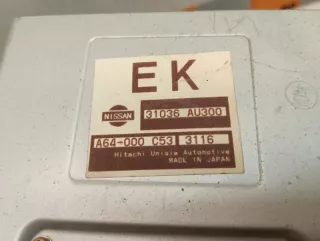 EK
NISSAN 31036 AU300
A64-000 C53 3116
Hitachi Unisia Automotive
MADE IN JAPAN